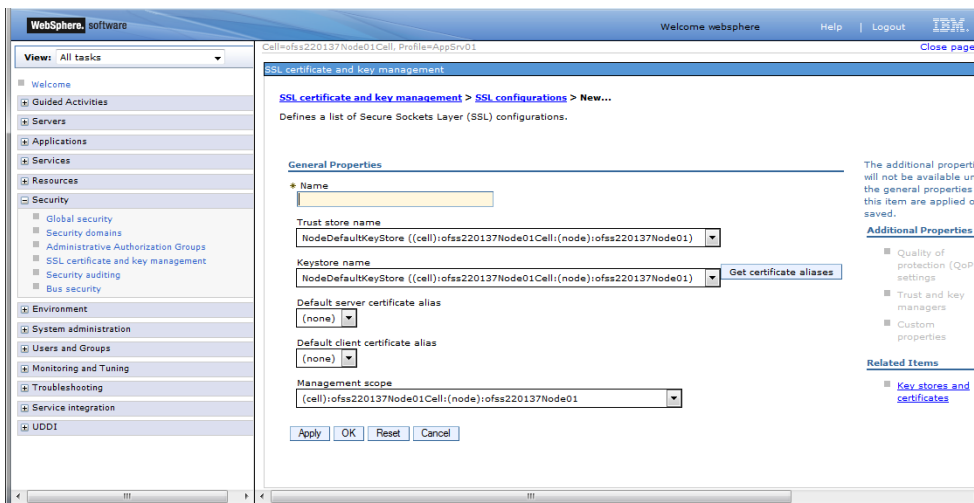 WebSphere. software
Welcome websphere
Help | Logout
IBM.
View: All tasks
Cell=ofss220137Node01Cell, Profile=AppSrv01
Close page
SSL certificate and key management
Welcome
Guided Activities
Servers
Applications
Services
Resources
Security
Global security
Security domains
Administrative Authorization Groups
SSL certificate and key management
Security auditing
Bus security
Environment
System administration
Users and Groups
Monitoring and Tuning
Troubleshooting
Service integration
UDDI
SSL certificate and key management > SSL configurations > New...
Defines a list of Secure Sockets Layer (SSL) configurations.
General Properties
* Name
Trust store name
NodeDefaultKeyStore ((cell):ofss220137Node01Cell:(node):ofss220137Node01)
Keystore name
NodeDefaultKeyStore ((cell):ofss220137Node01Cell:(node):ofss220137Node01)
Get certificate aliases
Default server certificate alias
(none)
Default client certificate alias
(none)
Management scope
(cell):ofss220137Node01Cell:(node):ofss220137Node01
Apply OK Reset Cancel
The additional properti
will not be available un
the general properties
this item are applied o
saved.
Additional Properties
Quality of
protection (QoP
settings
Trust and key
managers
Custom
properties
Related Items
Key stores and
certificates